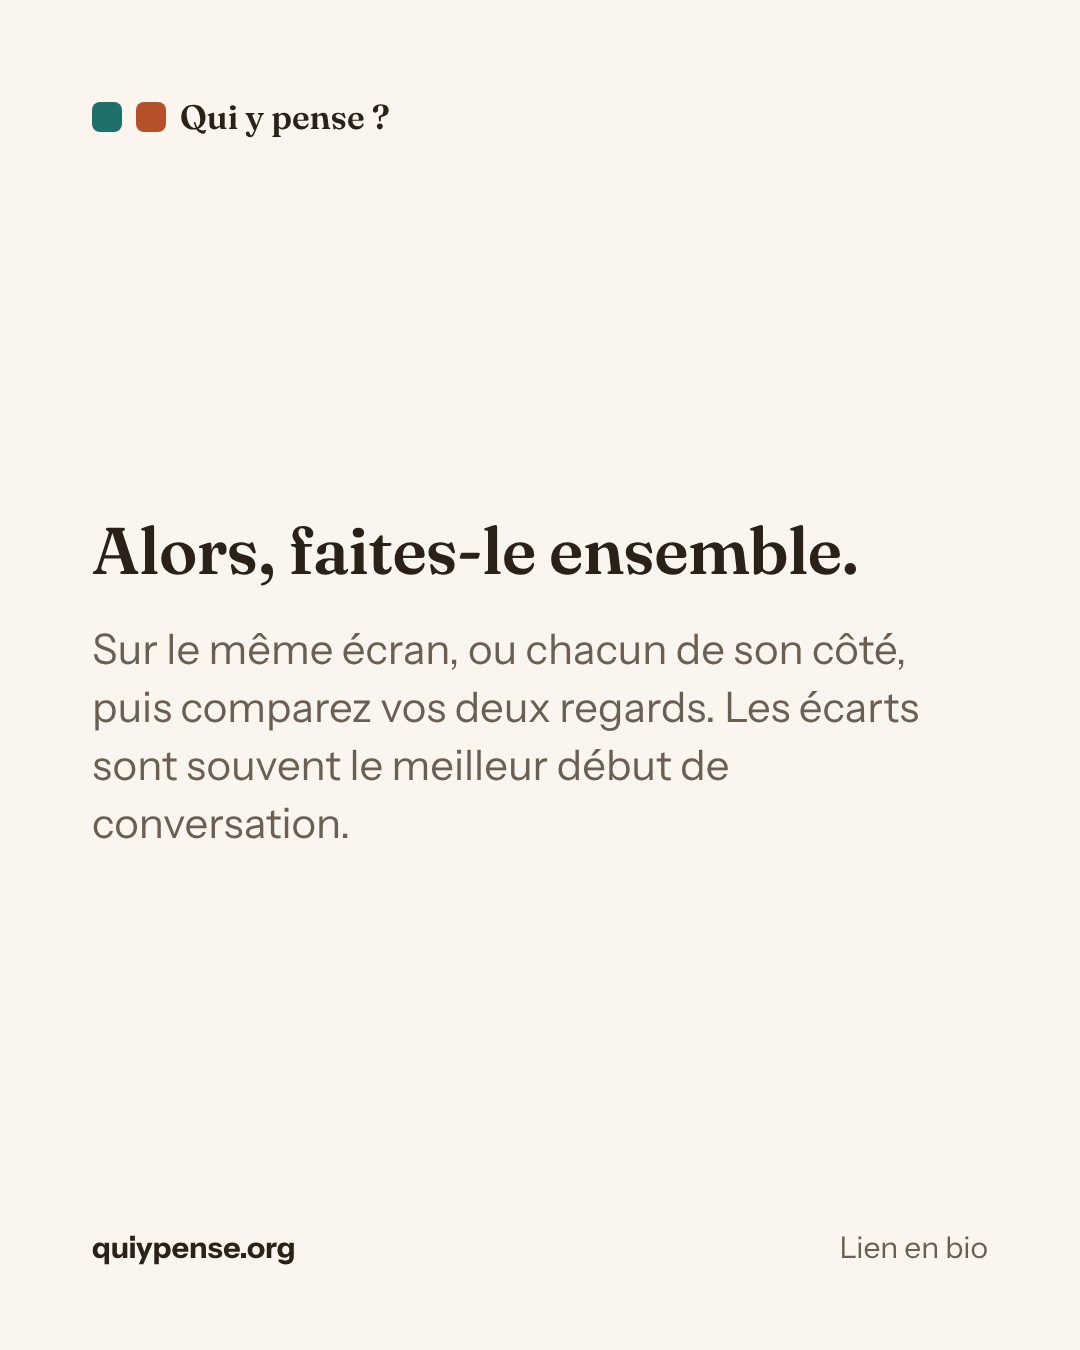 Qui y pense ?
Alors, faites-le ensemble.
Sur le même écran, ou chacun de son côté,
puis comparez vos deux regards. Les écarts
sont souvent le meilleur début de
conversation.
quiypense.org
Lien en bio